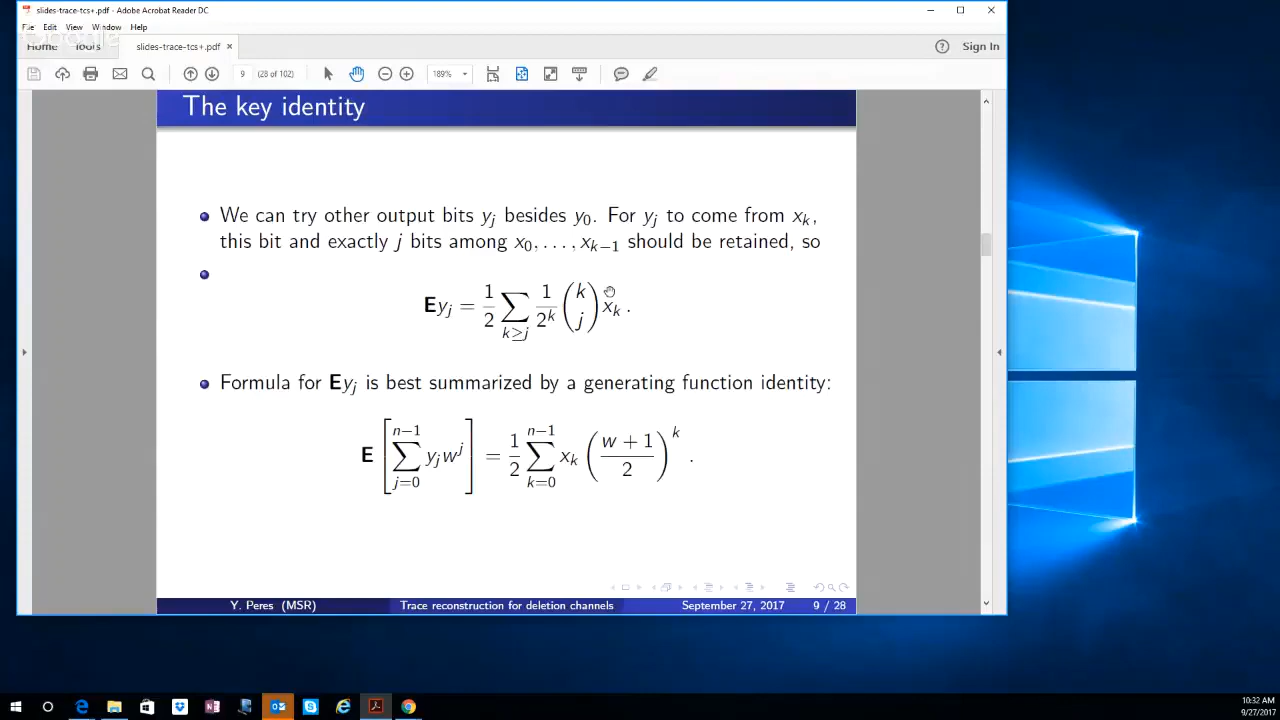 slides-trace-tcs+.pdf - Adobe Acrobat Reader DC
File Edit View Window Help
Home Tools slides-trace-tcs+.pdf × ? Sign In
9 (28 of 102) 189%
The key identity
We can try other output bits y_j besides y_0. For y_j to come from x_k,
this bit and exactly j bits among x_0, . . . , x_{k−1} should be retained, so
E y_j = 1/2 ∑_{k≥j} 1/2^k (k choose j) x_k .
Formula for E y_j is best summarized by a generating function identity:
E [ ∑_{j=0}^{n−1} y_j w^j ] = 1/2 ∑_{k=0}^{n−1} x_k ( (w + 1)/2 )^k .
Y. Peres (MSR) Trace reconstruction for deletion channels September 27, 2017 9 / 28
10:32 AM
9/27/2017